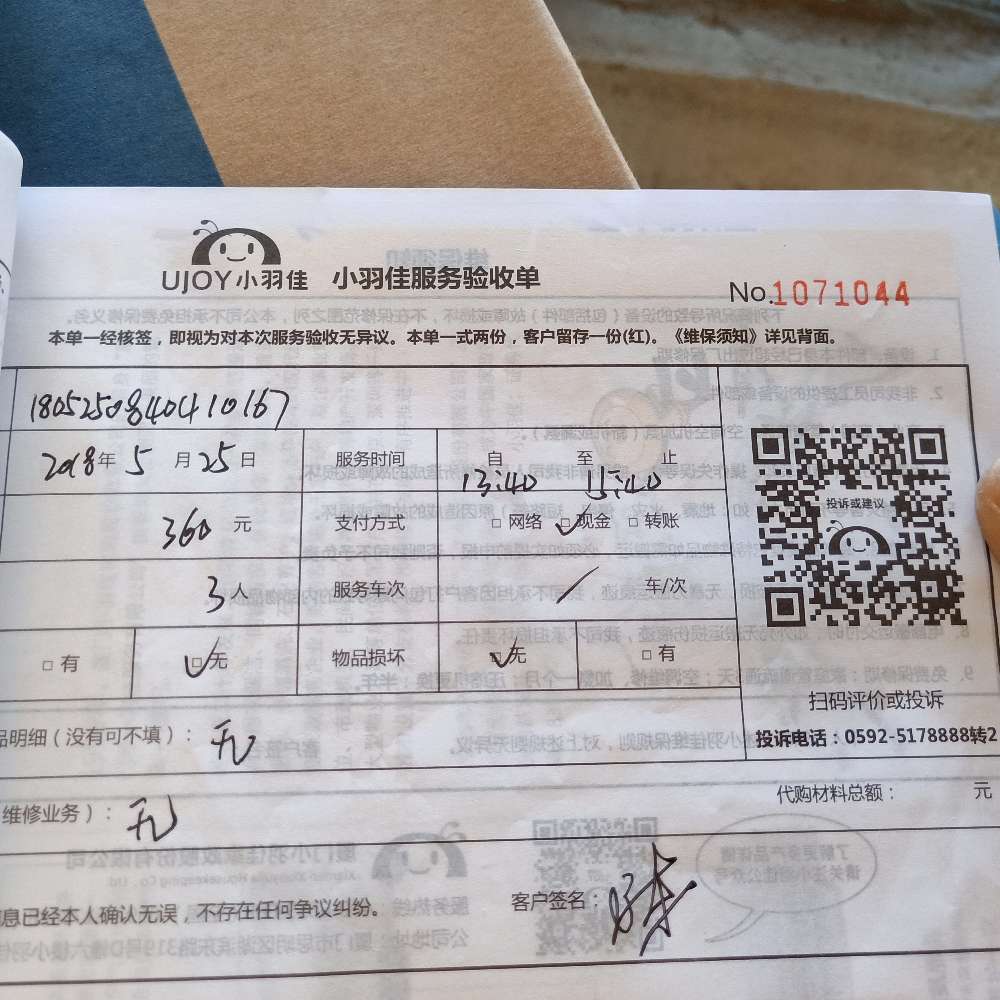 UJOY小羽佳 小羽佳服务验收单
No.1071044
本单一经核签，即视为对本次服务验收无异议。本单一式两份，客户留存一份(红)。《维保须知》详见背面。
180525084040410167
2018年 5 月 25 日 服务时间 自 至 止
13:40 15:40
投诉或建议
360 元 支付方式 □ 网络 □ 现金 □ 转账
3 人 服务车次 / 车/次
□ 有 □ 无 物品损坏 □ 无 □ 有
扫码评价或投诉
品明细（没有可不填）： 无
投诉电话：0592-5178888转2
维修业务）： 无
代购材料总额： 元
息已经本人确认无误，不存在任何争议纠纷。
客户签名：